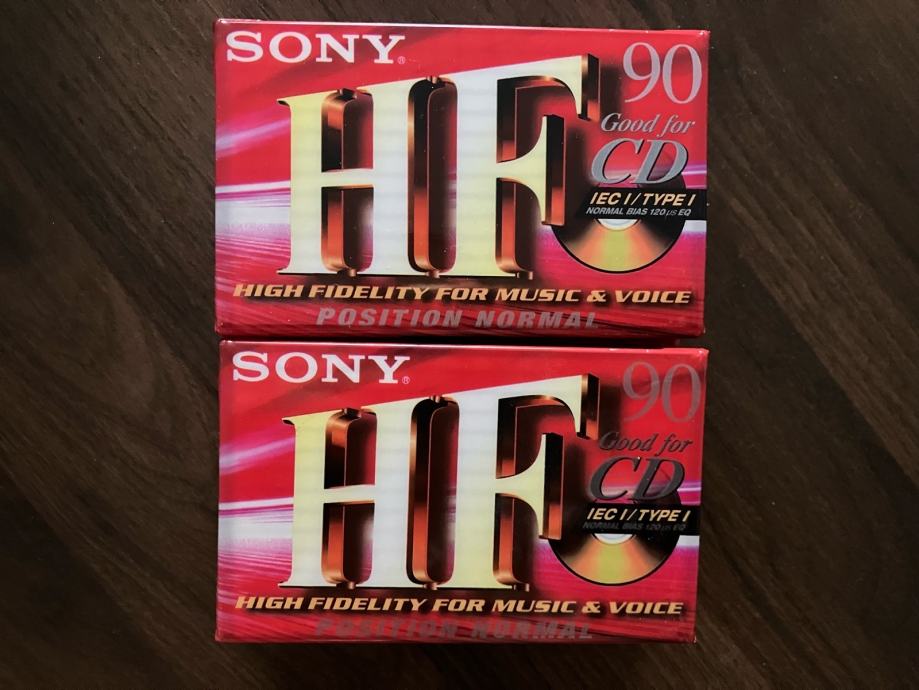 SONY®
90
HF
Good for
CD
IEC I / TYPE I
NORMAL BIAS 120 μs EQ
HIGH FIDELITY FOR MUSIC & VOICE
POSITION NORMAL
SONY®
90
HF
Good for
CD
IEC I / TYPE I
NORMAL BIAS 120 μs EQ
HIGH FIDELITY FOR MUSIC & VOICE
POSITION NORMAL